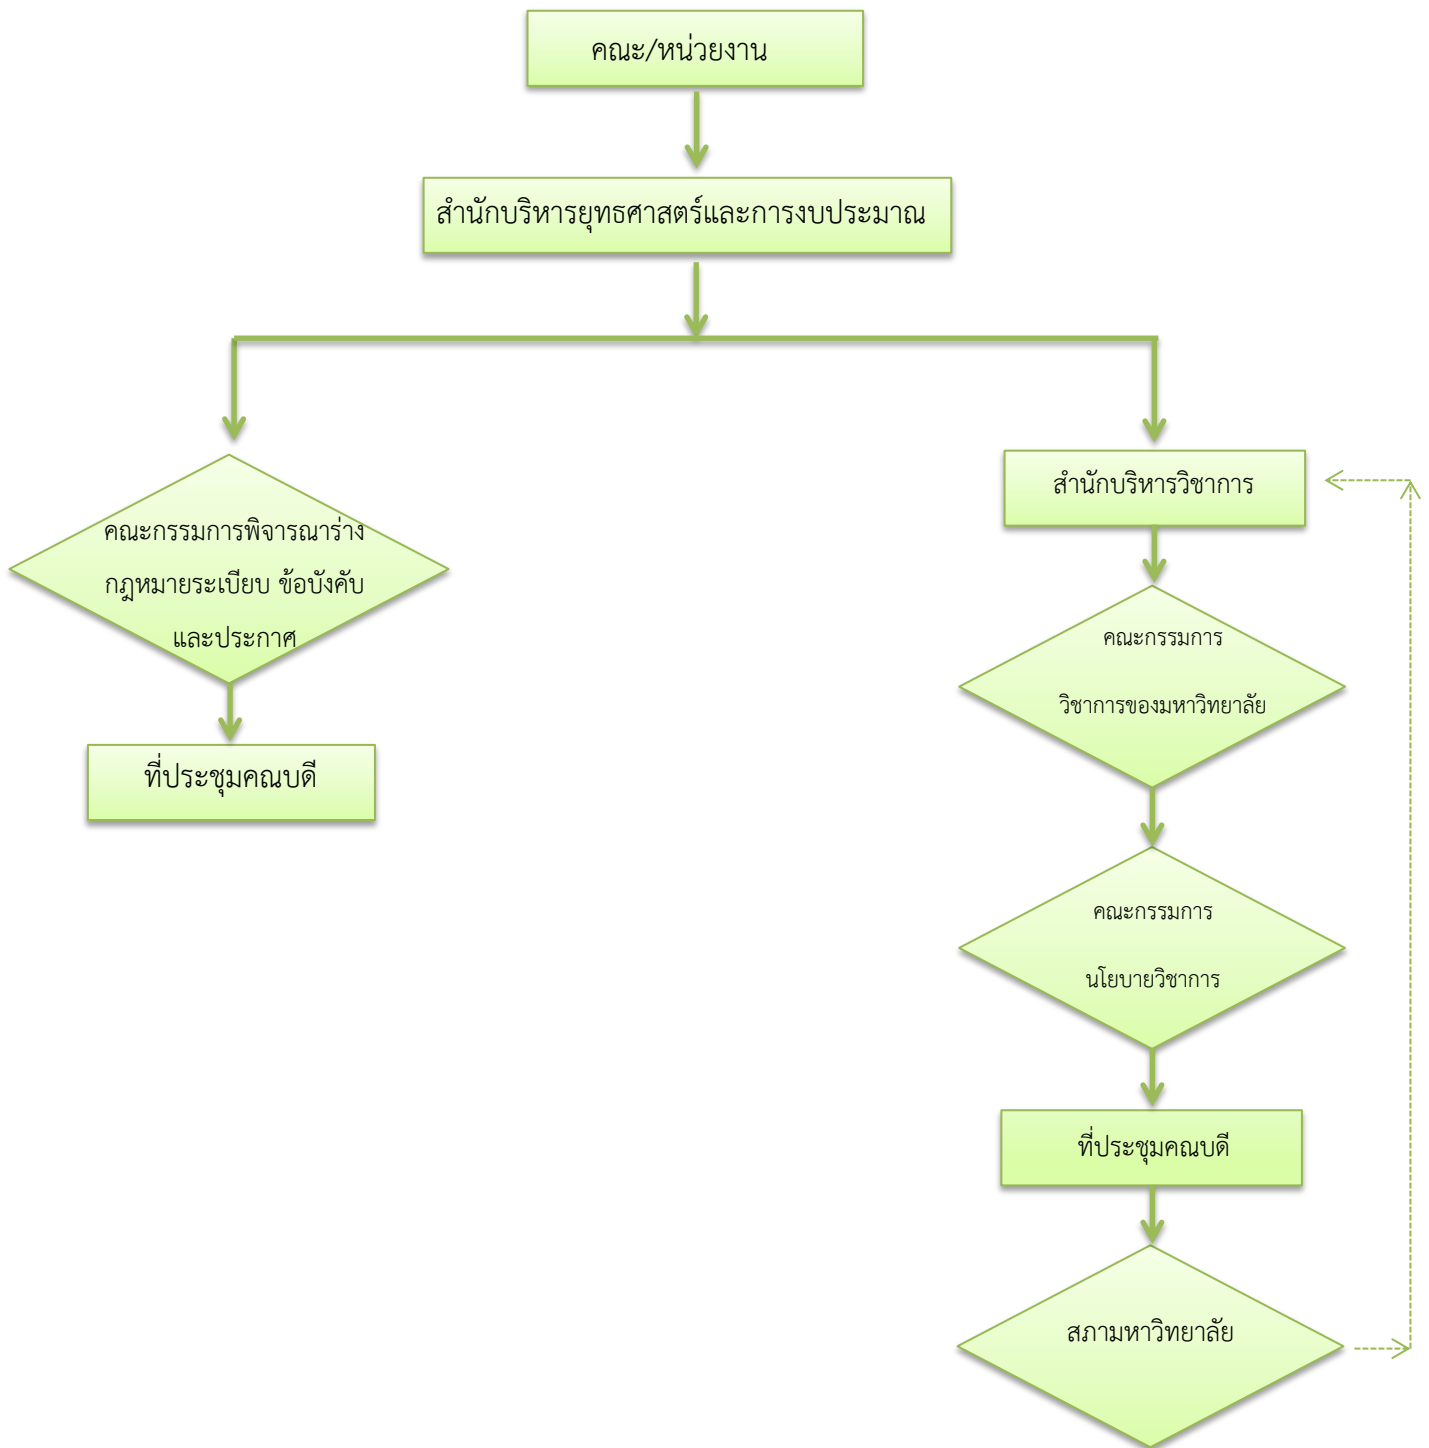 คณะ/หน่วยงาน
สำนักบริหารยุทธศาสตร์และการงบประมาณ
คณะกรรมการพิจารณาร่าง
กฎหมายระเบียบ ข้อบังคับ
และประกาศ
ที่ประชุมคณบดี
สำนักบริหารวิชาการ
คณะกรรมการ
วิชาการของมหาวิทยาลัย
คณะกรรมการ
นโยบายวิชาการ
ที่ประชุมคณบดี
สภามหาวิทยาลัย